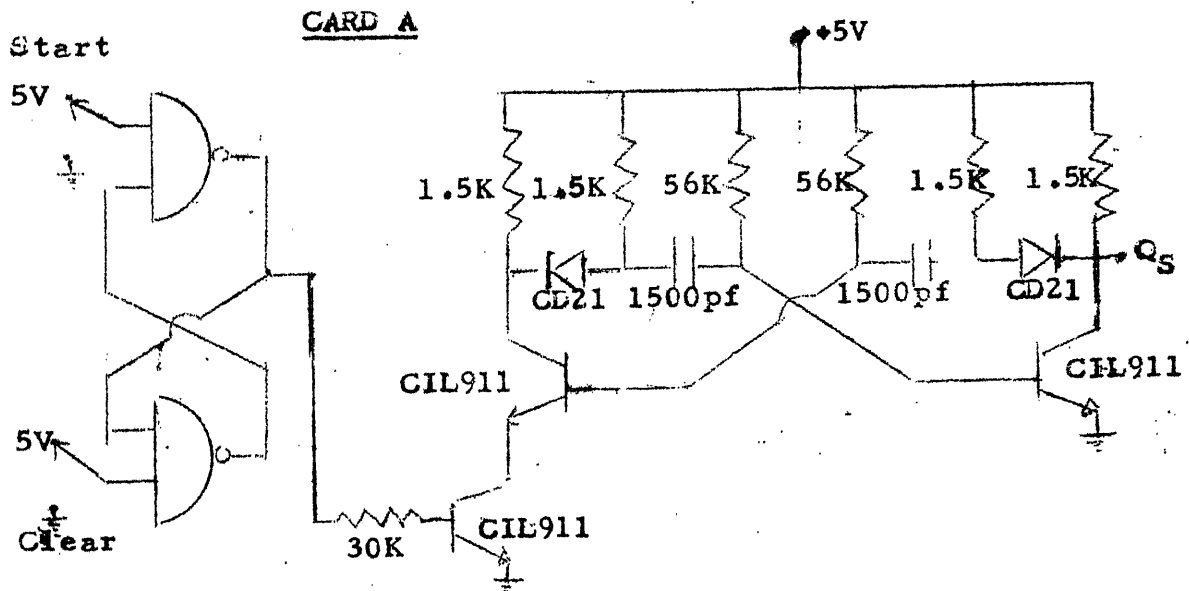 CARD A
Start
+5V
5V
1.5K 1.5K 56K 56K 1.5K 1.5K
QS
CD21 1500pf 1500pf CD21
CIL911 CIL911
5V
CIL911
Clear
30K